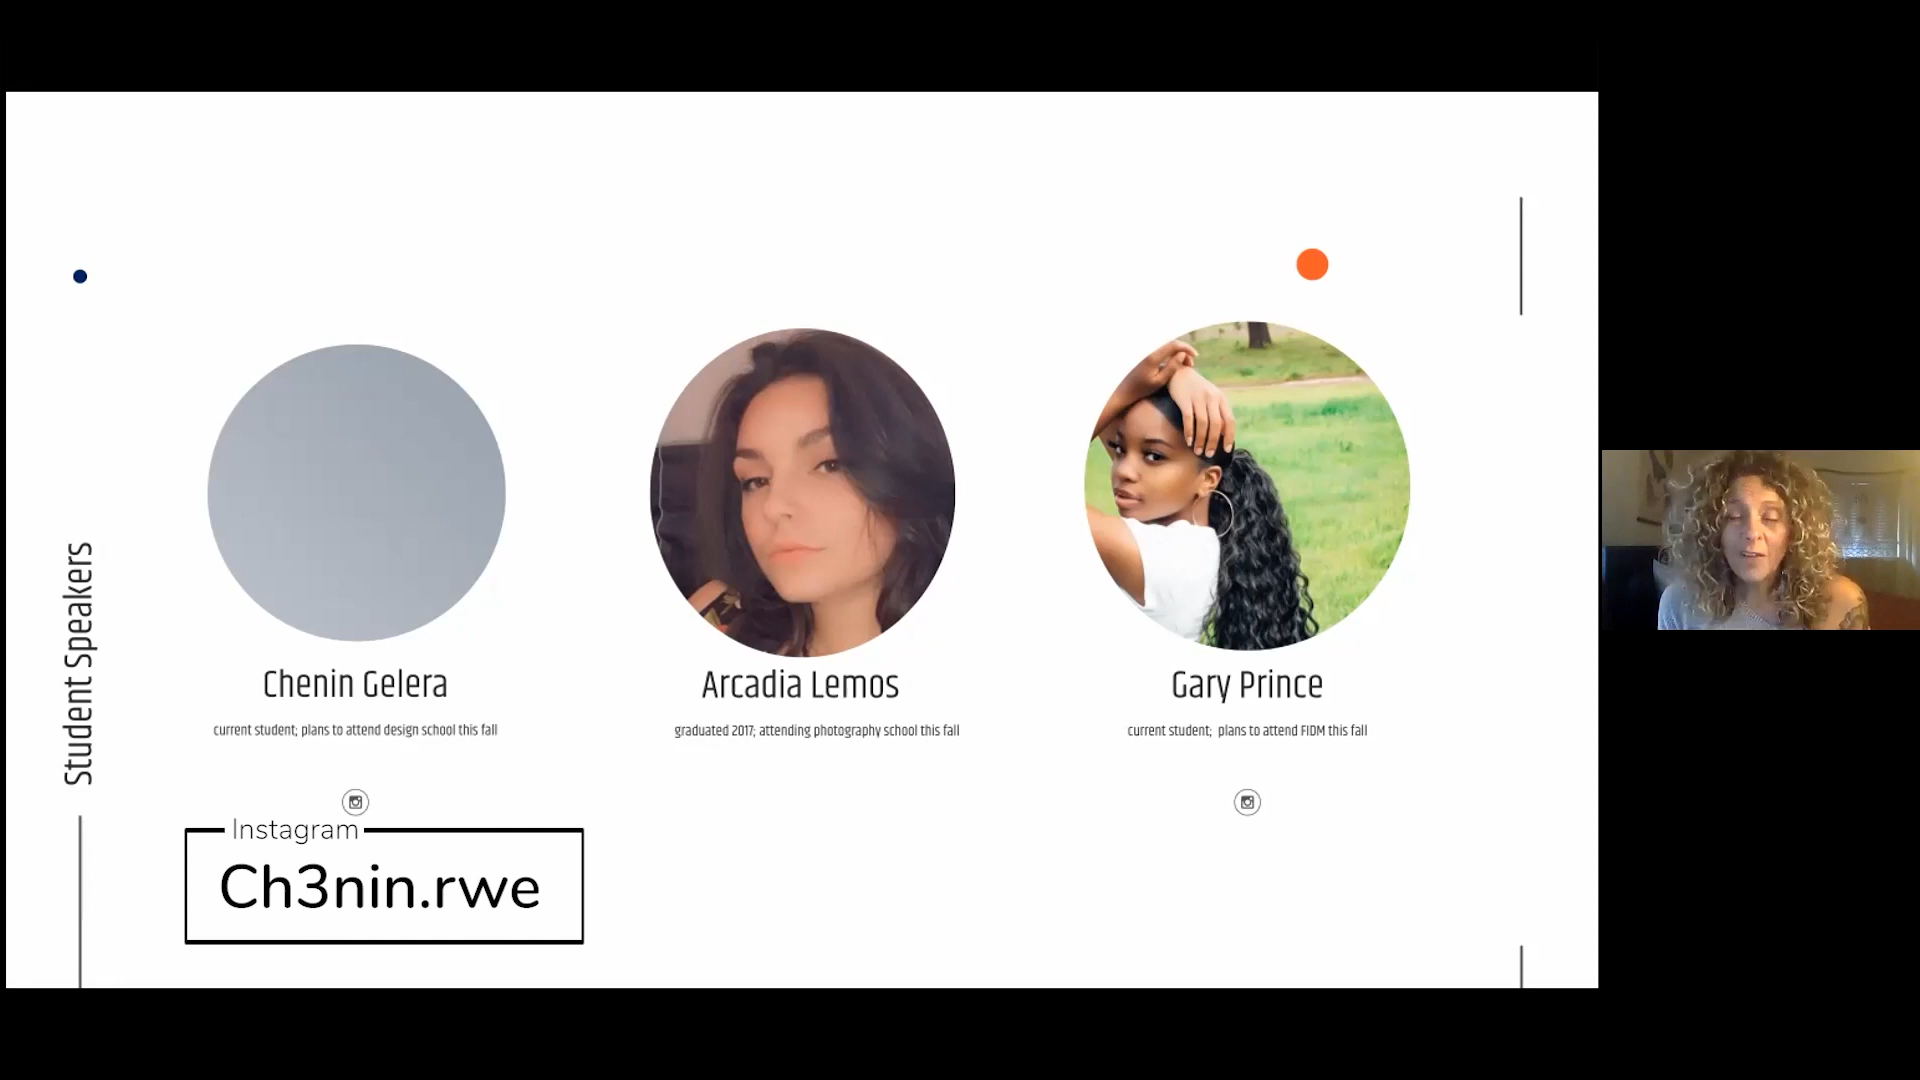 Student Speakers
Chenin Gelera
current student; plans to attend design school this fall
Arcadia Lemos
graduated 2017; attending photography school this fall
Gary Prince
current student; plans to attend FIDM this fall
Instagram
Ch3nin.rwe